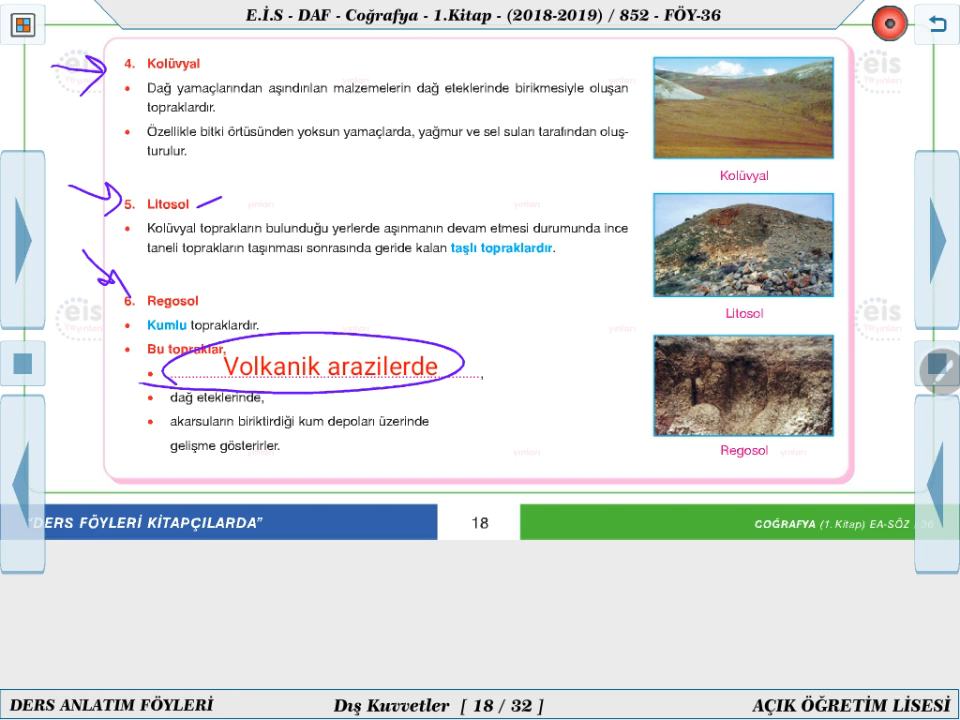 E.İ.S - DAF - Coğrafya - 1.Kitap - (2018-2019) / 852 - FÖY-36
4. Kolüvyal
• Dağ yamaçlarından aşındırılan malzemelerin dağ eteklerinde birikmesiyle oluşan
topraklardır.
• Özellikle bitki örtüsünden yoksun yamaçlarda, yağmur ve sel suları tarafından oluş-
turulur.
Kolüvyal
5. Litosol
• Kolüvyal toprakların bulunduğu yerlerde aşınmanın devam etmesi durumunda ince
taneli toprakların taşınması sonrasında geride kalan taşlı topraklardır.
Litosol
6. Regosol
• Kumlu topraklardır.
• Bu topraklar,
• Volkanik arazilerde,
• dağ eteklerinde,
• akarsuların biriktirdiği kum depoları üzerinde
gelişme gösterirler.
Regosol
eis
yayınları
"DERS FÖYLERİ KİTAPÇILARDA"
18
COĞRAFYA (1. Kitap) EA-SÖZ / 36
DERS ANLATIM FÖYLERİ
Dış Kuvvetler [ 18 / 32 ]
AÇIK ÖĞRETİM LİSESİ